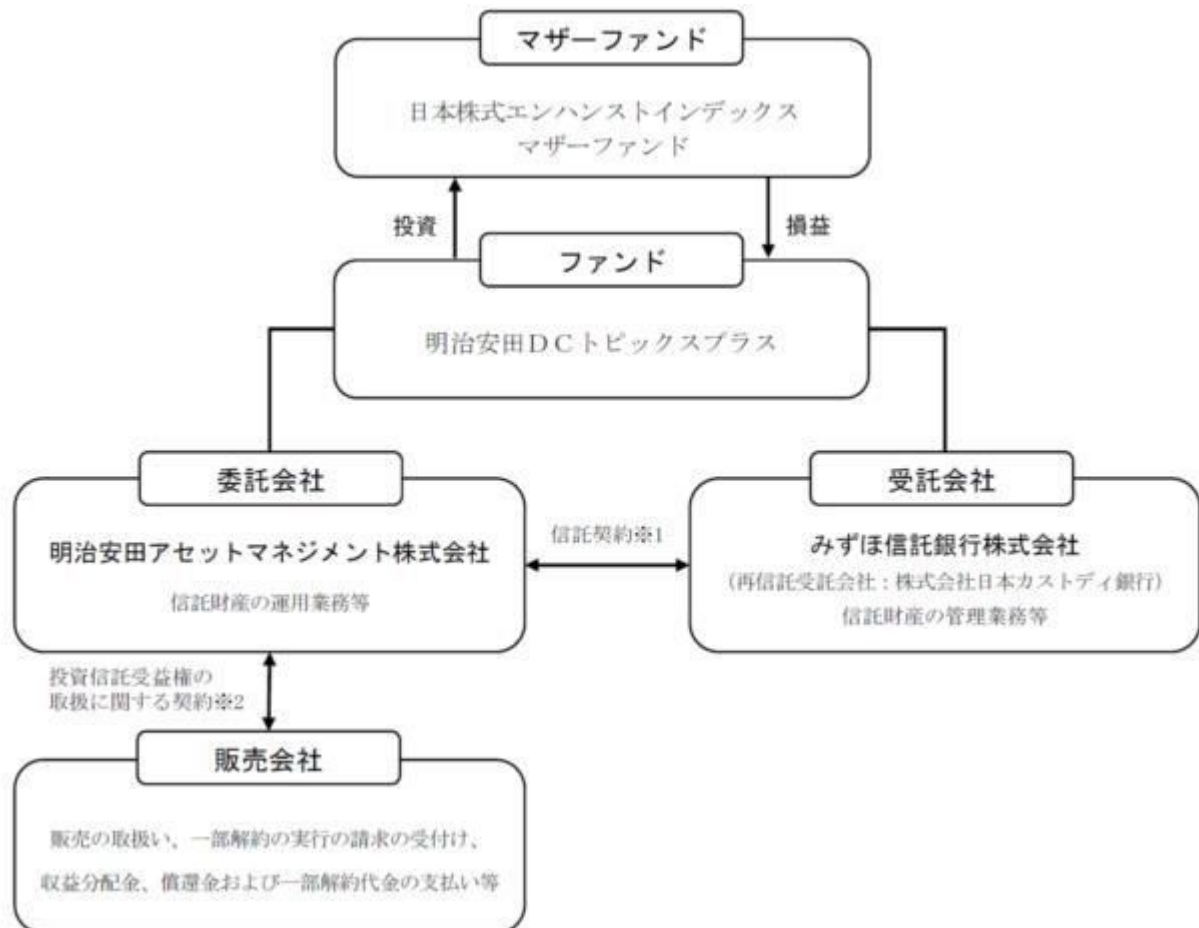 マザーファンド
日本株式エンハンストインデックス
マザーファンド
投資
損益
ファンド
明治安田ＤＣトピックスプラス
委託会社
明治安田アセットマネジメント株式会社
信託財産の運用業務等
信託契約※1
受託会社
みずほ信託銀行株式会社
(再信託受託会社：株式会社日本カストディ銀行)
信託財産の管理業務等
投資信託受益権の
取扱に関する契約※2
販売会社
販売の取扱い、一部解約の実行の請求の受付け、
収益分配金、償還金および一部解約代金の支払い等